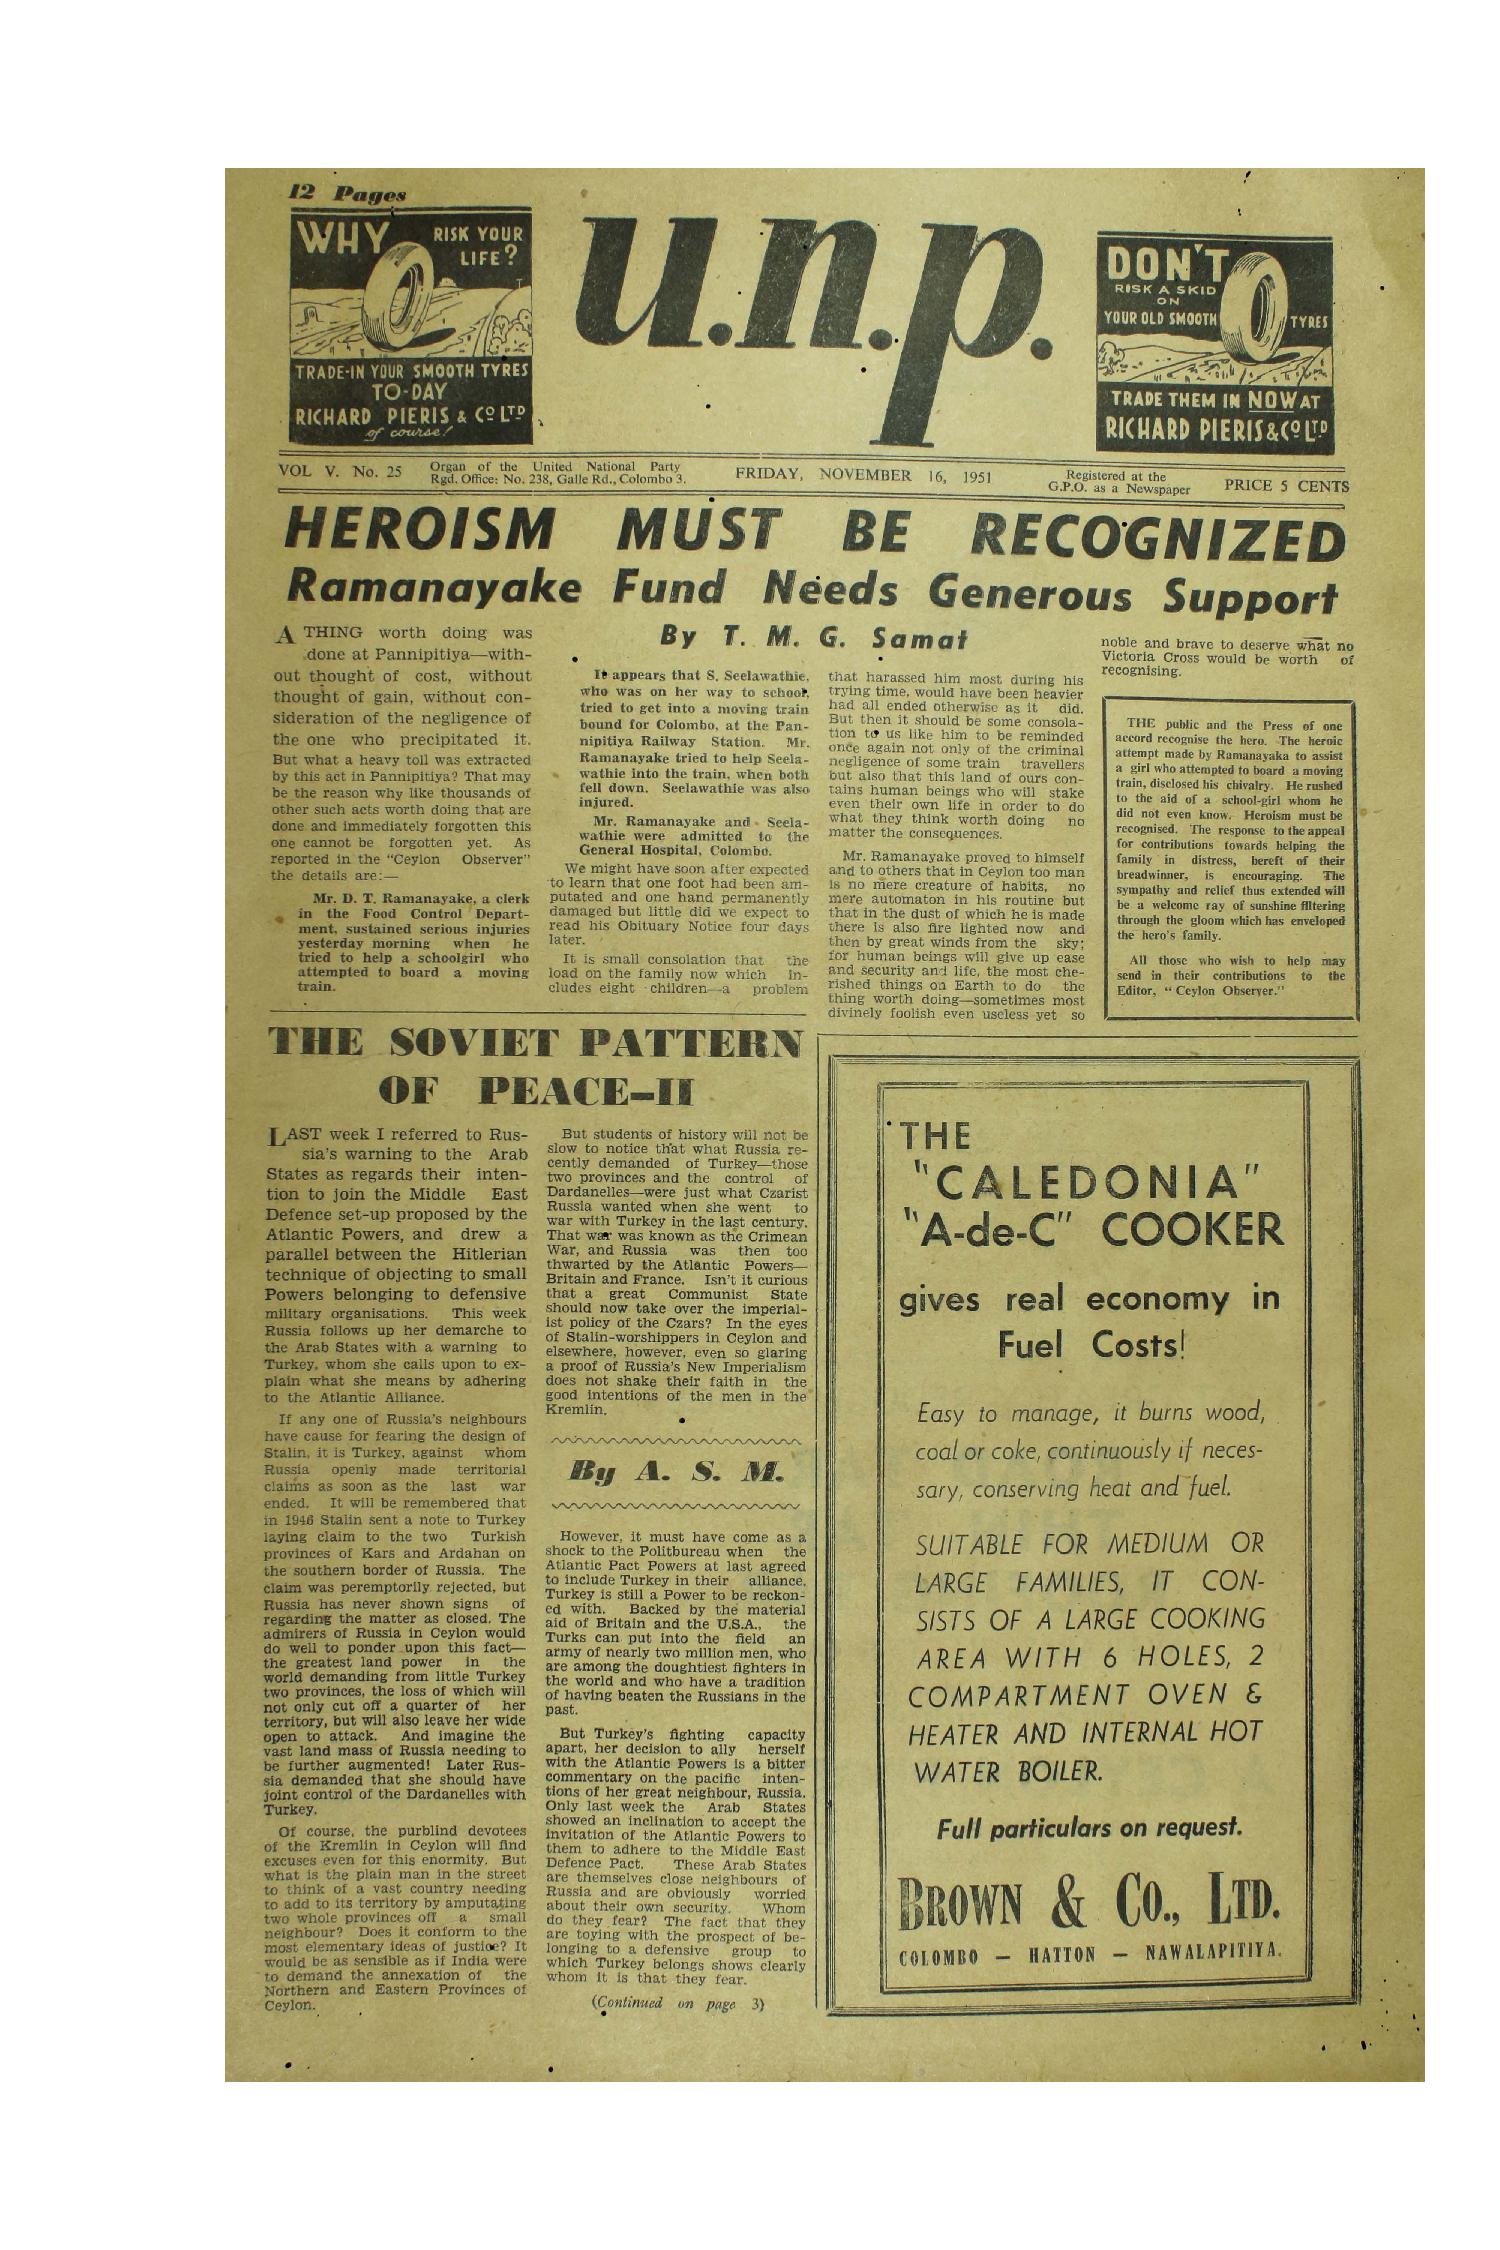 12 Pages
WHY RISK YOUR
LIFE?
TRADE-IN YOUR SMOOTH TYRES
TO-DAY
RICHARD PIERIS & CO LTD
of course!
u.n.p.
DON'T
RISK A SKID
ON
YOUR OLD SMOOTH TYRES
TRADE THEM IN NOW AT
RICHARD PIERIS & CO LTD
VOL V. No. 25
Organ of the United National Party
Rgd. Office: No. 238, Galle Rd., Colombo 3.
FRIDAY, NOVEMBER 16, 1951
Registered at the
G.P.O. as a Newspaper
PRICE 5 CENTS
HEROISM MUST BE RECOGNIZED
Ramanayake Fund Needs Generous Support
By T. M. G. Samat
A THING worth doing was
done at Pannipitiya—with-
out thought of cost, without
thought of gain, without con-
sideration of the negligence of
the one who precipitated it.
But what a heavy toll was extracted
by this act in Pannipitiya? That may
be the reason why like thousands of
other such acts worth doing that are
done and immediately forgotten this
one cannot be forgotten yet. As
reported in the "Ceylon Observer"
the details are:—
Mr. D. T. Ramanayake, a clerk
in the Food Control Depart-
ment, sustained serious injuries
yesterday morning when he
tried to help a schoolgirl who
attempted to board a moving
train.
It appears that S. Seelawathie,
who was on her way to school,
tried to get into a moving train
bound for Colombo, at the Pan-
nipitiya Railway Station. Mr.
Ramanayake tried to help Seela-
wathie into the train, when both
fell down. Seelawathie was also
injured.
Mr. Ramanayake and Seela-
wathie were admitted to the
General Hospital, Colombo.
We might have soon after expected
to learn that one foot had been am-
putated and one hand permanently
damaged but little did we expect to
read his Obituary Notice four days
later.
It is small consolation that the
load on the family now which in-
cludes eight children—a problem
that harassed him most during his
trying time, would have been heavier
had all ended otherwise as it did.
But then it should be some consola-
tion to us like him to be reminded
once again not only of the criminal
negligence of some train travellers
but also that this land of ours con-
tains human beings who will stake
even their own life in order to do
what they think worth doing no
matter the consequences.
Mr. Ramanayake proved to himself
and to others that in Ceylon too man
is no mere creature of habits, no
mere automaton in his routine but
that in the dust of which he is made
there is also fire lighted now and
then by great winds from the sky;
for human beings will give up ease
and security and life, the most che-
rished things on Earth to do the
thing worth doing—sometimes most
divinely foolish even useless yet so
noble and brave to deserve what no
Victoria Cross would be worth of
recognising.
THE public and the Press of one
accord recognise the hero. The heroic
attempt made by Ramanayaka to assist
a girl who attempted to board a moving
train, disclosed his chivalry. He rushed
to the aid of a school-girl whom he
did not even know. Heroism must be
recognised. The response to the appeal
for contributions towards helping the
family in distress, bereft of their
breadwinner, is encouraging. The
sympathy and relief thus extended will
be a welcome ray of sunshine filtering
through the gloom which has enveloped
the hero's family.
All those who wish to help may
send in their contributions to the
Editor, "Ceylon Observer."
THE SOVIET PATTERN
OF PEACE—II
LAST week I referred to Rus-
sia's warning to the Arab
States as regards their inten-
tion to join the Middle East
Defence set-up proposed by the
Atlantic Powers, and drew a
parallel between the Hitlerian
technique of objecting to small
Powers belonging to defensive
military organisations. This week
Russia follows up her demarche to
the Arab States with a warning to
Turkey, whom she calls upon to ex-
plain what she means by adhering
to the Atlantic Alliance.
If any one of Russia's neighbours
have cause for fearing the design of
Stalin, it is Turkey, against whom
Russia openly made territorial
claims as soon as the last war
ended. It will be remembered that
in 1946 Stalin sent a note to Turkey
laying claim to the two Turkish
provinces of Kars and Ardahan on
the southern border of Russia. The
claim was peremptorily rejected, but
Russia has never shown signs of
regarding the matter as closed. The
admirers of Russia in Ceylon would
do well to ponder upon this fact—
the greatest land power in the
world demanding from little Turkey
two provinces, the loss of which will
not only cut off a quarter of her
territory, but will also leave her wide
open to attack. And imagine the
vast land mass of Russia needing to
be further augmented! Later Rus-
sia demanded that she should have
joint control of the Dardanelles with
Turkey.
Of course, the purblind devotees
of the Kremlin in Ceylon will find
excuses even for this enormity. But
what is the plain man in the street
to think of a vast country needing
to add to its territory by amputating
two whole provinces off a small
neighbour? Does it conform to the
most elementary ideas of justice? It
would be as sensible as if India were
to demand the annexation of the
Northern and Eastern Provinces of
Ceylon.
But students of history will not be
slow to notice that what Russia re-
cently demanded of Turkey—those
two provinces and the control of
Dardanelles—were just what Czarist
Russia wanted when she went to
war with Turkey in the last century.
That war was known as the Crimean
War, and Russia was then too
thwarted by the Atlantic Powers—
Britain and France. Isn't it curious
that a great Communist State
should now take over the imperial-
ist policy of the Czars? In the eyes
of Stalin-worshippers in Ceylon and
elsewhere, however, even so glaring
a proof of Russia's New Imperialism
does not shake their faith in the
good intentions of the men in the
Kremlin.
By A. S. M.
However, it must have come as a
shock to the Politbureau when the
Atlantic Pact Powers at last agreed
to include Turkey in their alliance.
Turkey is still a Power to be reckon-
ed with. Backed by the material
aid of Britain and the U.S.A., the
Turks can put into the field an
army of nearly two million men, who
are among the doughtiest fighters in
the world and who have a tradition
of having beaten the Russians in the
past.
But Turkey's fighting capacity
apart, her decision to ally herself
with the Atlantic Powers is a bitter
commentary on the pacific inten-
tions of her great neighbour, Russia.
Only last week the Arab States
showed an inclination to accept the
invitation of the Atlantic Powers to
them to adhere to the Middle East
Defence Pact. These Arab States
are themselves close neighbours of
Russia and are obviously worried
about their own security. Whom
do they fear? The fact that they
are toying with the prospect of be-
longing to a defensive group to
which Turkey belongs shows clearly
whom it is that they fear.
(Continued on page 3)
THE
"CALEDONIA"
"A-de-C" COOKER
gives real economy in
Fuel Costs!
Easy to manage, it burns wood,
coal or coke, continuously if neces-
sary, conserving heat and fuel.
SUITABLE FOR MEDIUM OR
LARGE FAMILIES, IT CON-
SISTS OF A LARGE COOKING
AREA WITH 6 HOLES, 2
COMPARTMENT OVEN &
HEATER AND INTERNAL HOT
WATER BOILER.
Full particulars on request.
BROWN & CO., LTD.
COLOMBO — HATTON — NAWALAPITIYA.